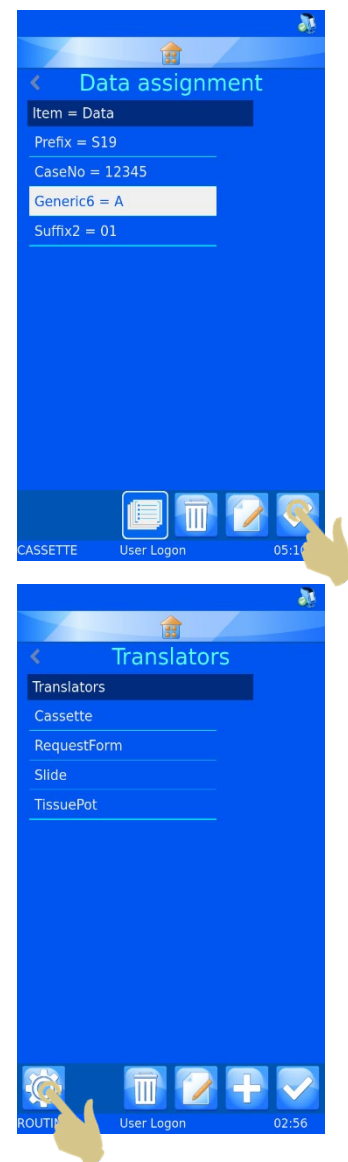 Data assignment
Item = Data
Prefix = S19
CaseNo = 12345
Generic6 = A
Suffix2 = 01
CASSETTE User Logon
Translators
Translators
Cassette
RequestForm
Slide
TissuePot
User Logon 02:56